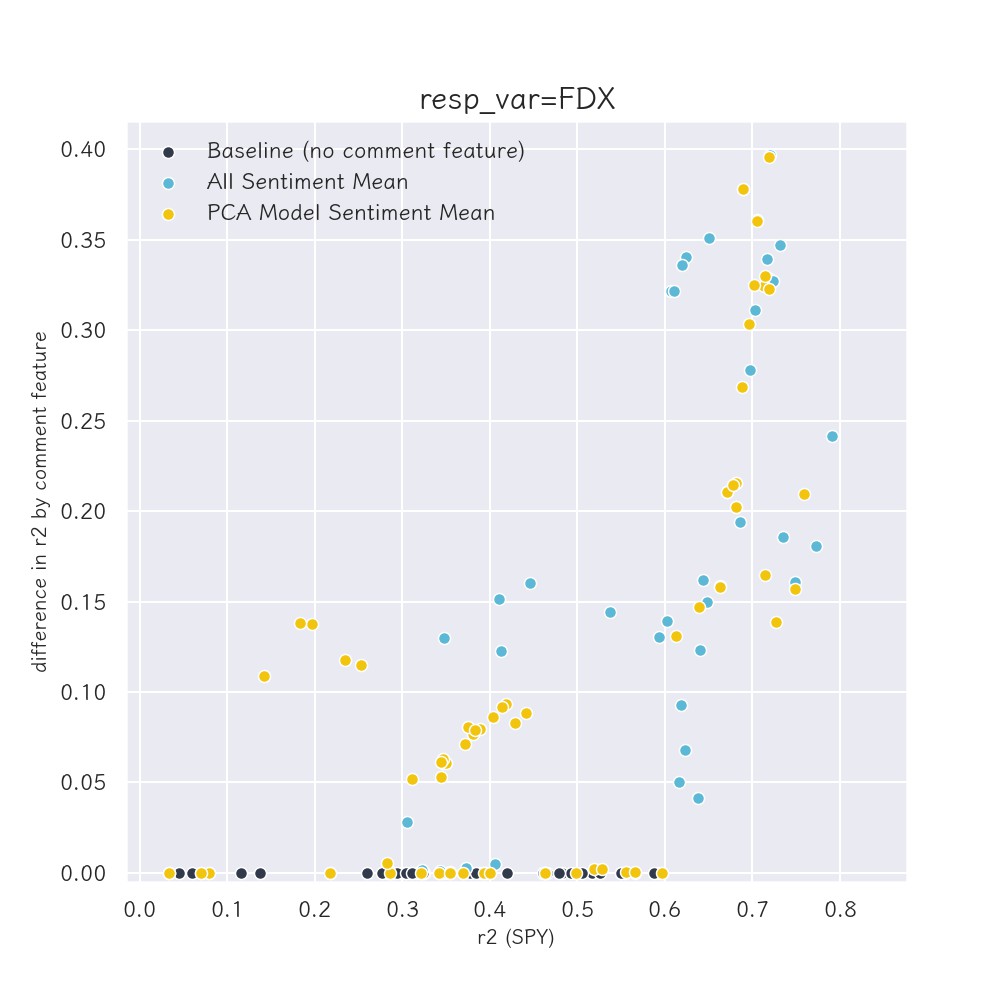 resp_var=FDX
Baseline (no comment feature)
All Sentiment Mean
PCA Model Sentiment Mean
difference in r2 by comment feature
0.40
0.35
0.30
0.25
0.20
0.15
0.10
0.05
0.00
0.0 0.1 0.2 0.3 0.4 0.5 0.6 0.7 0.8
r2 (SPY)